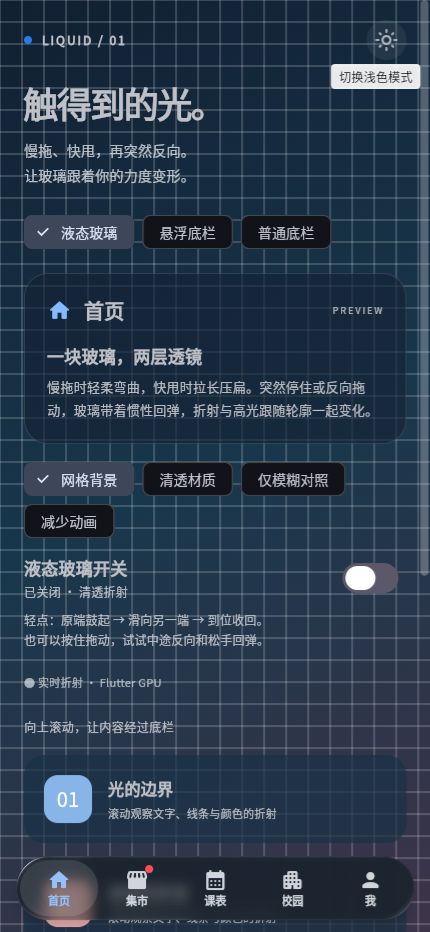 LIQUID / 01
切换浅色模式
触得到的光。
慢拖、快甩，再突然反向。
让玻璃跟着你的力度变形。
液态玻璃
悬浮底栏
普通底栏
首页
PREVIEW
一块玻璃，两层透镜
慢拖时轻柔弯曲，快甩时拉长压扁。突然停住或反向拖
动，玻璃带着惯性回弹，折射与高光跟随轮廓一起变化。
网格背景
清透材质
仅模糊对照
减少动画
液态玻璃开关
已关闭 · 清透折射
轻点：原端鼓起 → 滑向另一端 → 到位收回。
也可以按住拖动，试试中途反向和松手回弹。
实时折射 · Flutter GPU
向上滚动，让内容经过底栏
01
光的边界
滚动观察文字、线条与颜色的折射
首页
集市
课表
校园
我